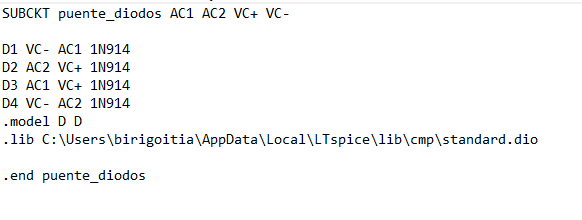 SUBCKT puente_diodos AC1 AC2 VC+ VC-
D1 VC- AC1 1N914
D2 AC2 VC+ 1N914
D3 AC1 VC+ 1N914
D4 VC- AC2 1N914
.model D D
.lib C:\Users\birigoitia\AppData\Local\LTspice\lib\cmp\standard.dio
.end puente_diodos